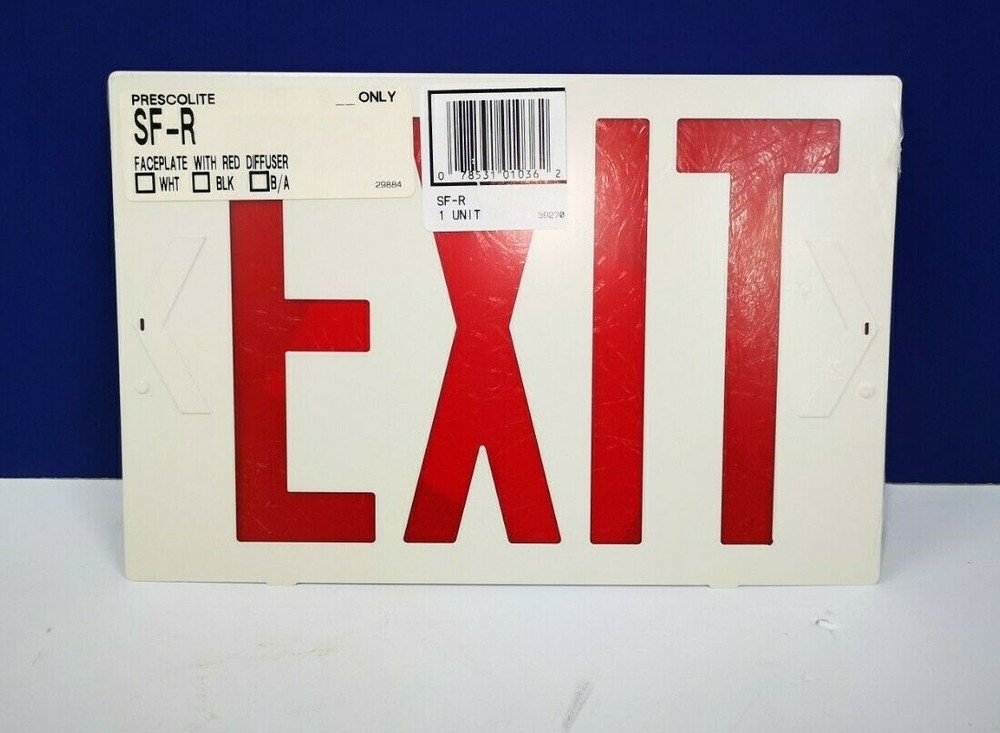 PRESCOLITE __ ONLY
SF-R
FACEPLATE WITH RED DIFFUSER
WHT BLK B/A
29884
0 78531 01036 2
SF-R
1 UNIT 39270
EXIT